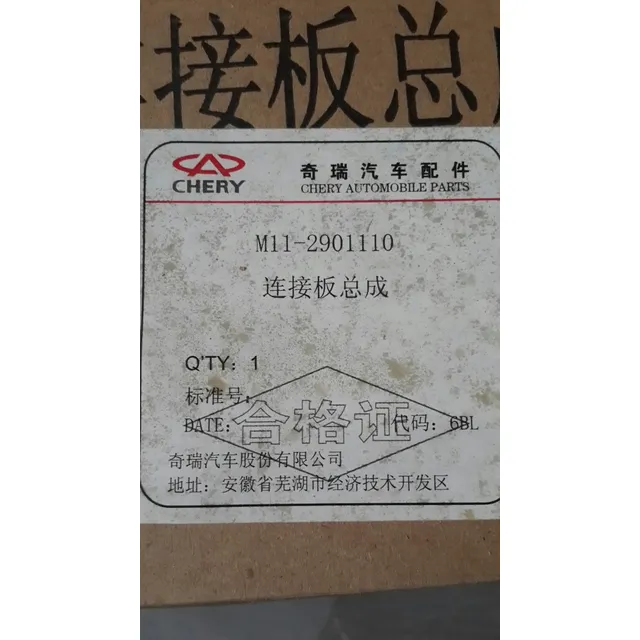 连接板总成
CHERY
奇瑞汽车配件
CHERY AUTOMOBILE PARTS
M11-2901110
连接板总成
Q'TY: 1
标准号:
DATE:
合格证
代码: 6BL
奇瑞汽车股份有限公司
地址: 安徽省芜湖市经济技术开发区